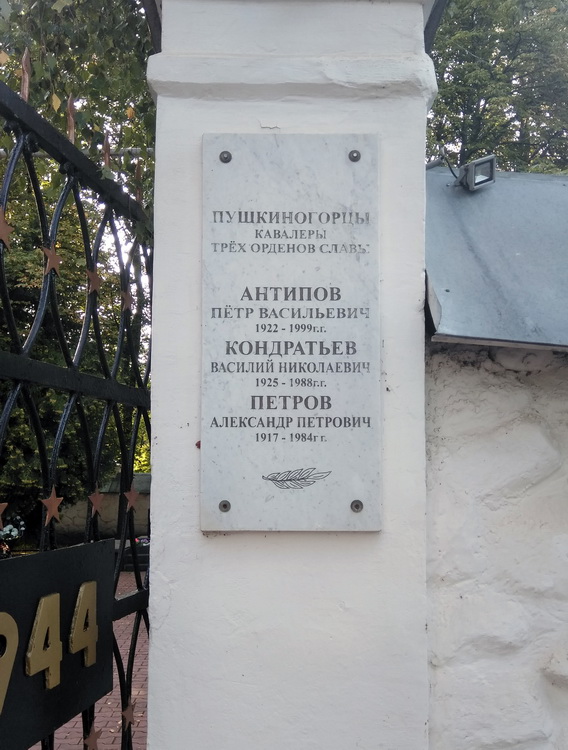 ПУШКИНОГОРЦЫ
КАВАЛЕРЫ
ТРЁХ ОРДЕНОВ СЛАВЫ
АНТИПОВ
ПЁТР ВАСИЛЬЕВИЧ
1922 - 1999г.г.
КОНДРАТЬЕВ
ВАСИЛИЙ НИКОЛАЕВИЧ
1925 - 1988г.г.
ПЕТРОВ
АЛЕКСАНДР ПЕТРОВИЧ
1917 - 1984г г.
944